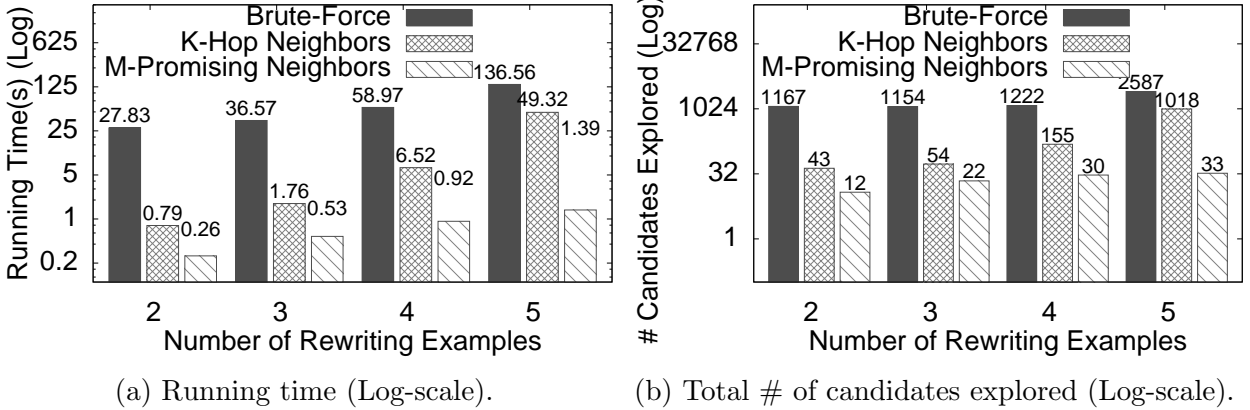 Brute-Force
K-Hop Neighbors
M-Promising Neighbors
Running Time(s) (Log)
625
125
25
5
1
0.2
27.83
0.79
0.26
36.57
1.76
0.53
58.97
6.52
0.92
136.56
49.32
1.39
2 3 4 5
Number of Rewriting Examples
(a) Running time (Log-scale).
Brute-Force
K-Hop Neighbors
M-Promising Neighbors
# Candidates Explored (Log)
32768
1024
32
1
1167
43
12
1154
54
22
1222
155
30
2587
1018
33
2 3 4 5
Number of Rewriting Examples
(b) Total # of candidates explored (Log-scale).